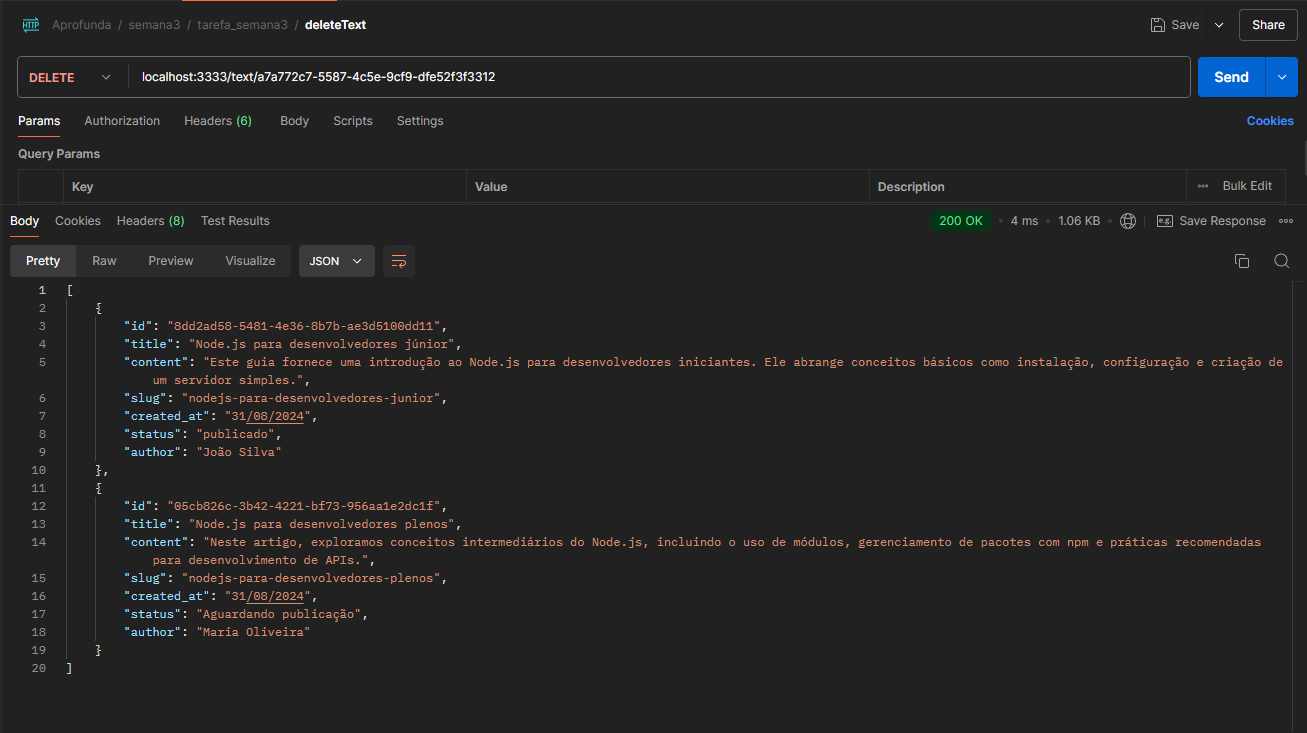 HTTP Aprofunda / semana3 / tarefa_semana3 / deleteText Save Share
DELETE localhost:3333/text/a7a772c7-5587-4c5e-9cf9-dfe52f3f3312 Send
Params Authorization Headers (6) Body Scripts Settings Cookies
Query Params
Key Value Description Bulk Edit
Body Cookies Headers (8) Test Results 200 OK 4 ms 1.06 KB e.g. Save Response
Pretty Raw Preview Visualize JSON
1 [
2 {
3 "id": "8dd2ad58-5481-4e36-8b7b-ae3d5100dd11",
4 "title": "Node.js para desenvolvedores júnior",
5 "content": "Este guia fornece uma introdução ao Node.js para desenvolvedores iniciantes. Ele abrange conceitos básicos como instalação, configuração e criação de
um servidor simples.",
6 "slug": "nodejs-para-desenvolvedores-junior",
7 "created_at": "31/08/2024",
8 "status": "publicado",
9 "author": "João Silva"
10 },
11 {
12 "id": "05cb826c-3b42-4221-bf73-956aa1e2dc1f",
13 "title": "Node.js para desenvolvedores plenos",
14 "content": "Neste artigo, exploramos conceitos intermediários do Node.js, incluindo o uso de módulos, gerenciamento de pacotes com npm e práticas recomendadas
para desenvolvimento de APIs.",
15 "slug": "nodejs-para-desenvolvedores-plenos",
16 "created_at": "31/08/2024",
17 "status": "Aguardando publicação",
18 "author": "Maria Oliveira"
19 }
20 ]